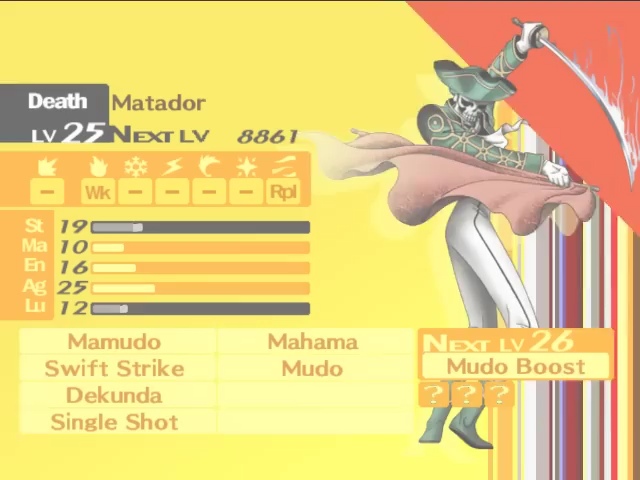 Death Matador
LV 25 NEXT LV 8861
- Wk - - - - Rpl
St 19
Ma 10
En 16
Ag 25
Lu 12
Mamudo Mahama
Swift Strike Mudo
Dekunda
Single Shot
NEXT LV 26
Mudo Boost
? ? ?